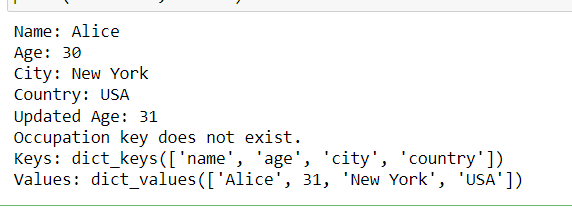 Name: Alice
Age: 30
City: New York
Country: USA
Updated Age: 31
Occupation key does not exist.
Keys: dict_keys(['name', 'age', 'city', 'country'])
Values: dict_values(['Alice', 31, 'New York', 'USA'])